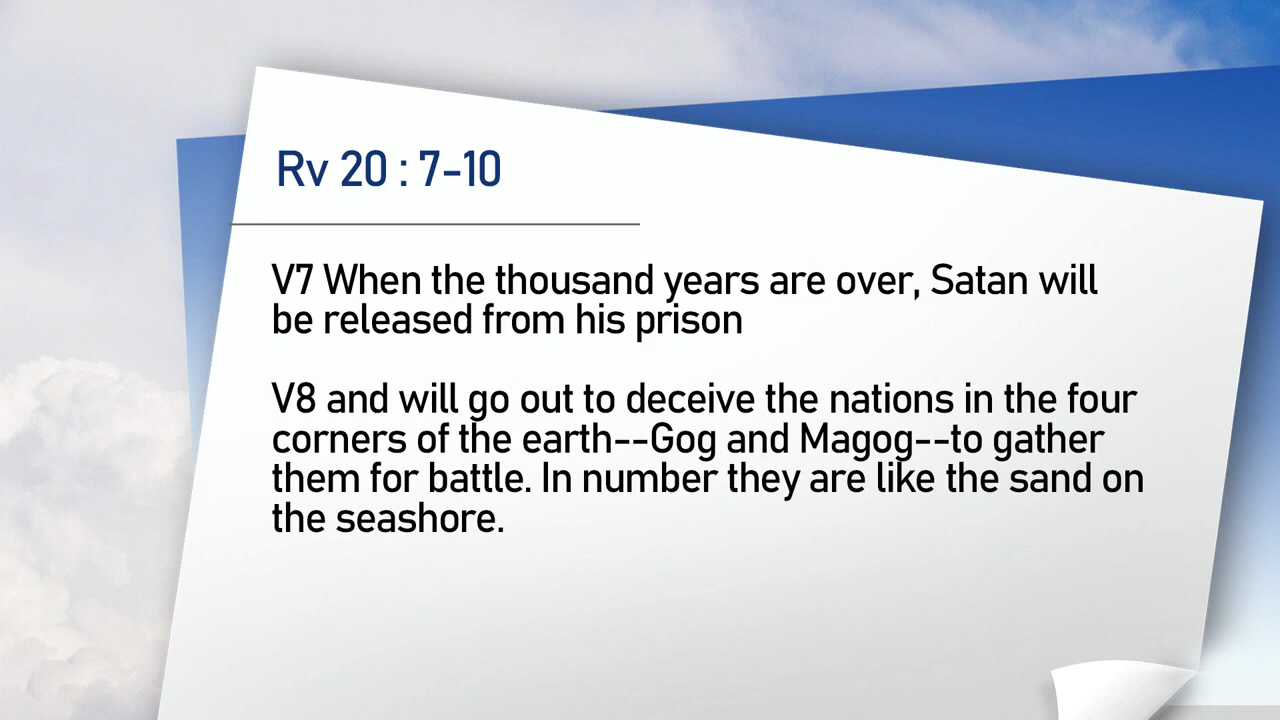 Rv 20 : 7-10
V7 When the thousand years are over, Satan will
be released from his prison
V8 and will go out to deceive the nations in the four
corners of the earth--Gog and Magog--to gather
them for battle. In number they are like the sand on
the seashore.